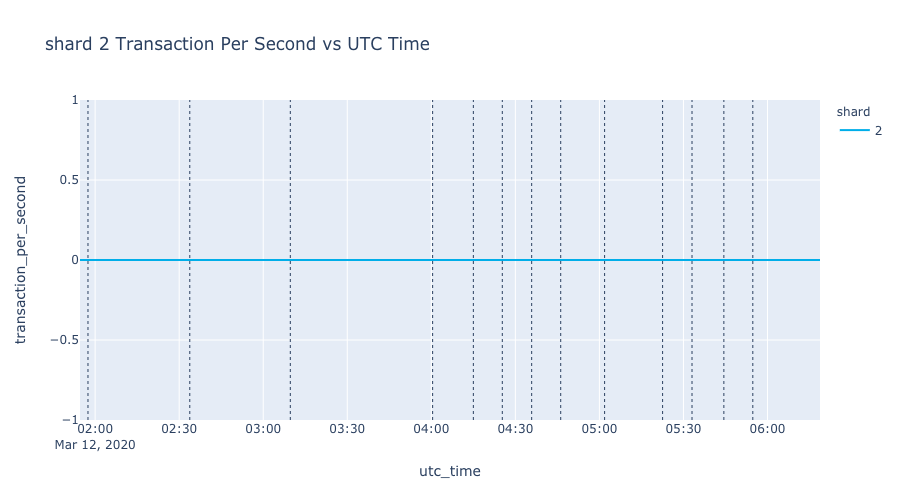 shard 2 Transaction Per Second vs UTC Time
shard
2
transaction_per_second
1
0.5
0
−0.5
−1
02:00 02:30 03:00 03:30 04:00 04:30 05:00 05:30 06:00
Mar 12, 2020
utc_time